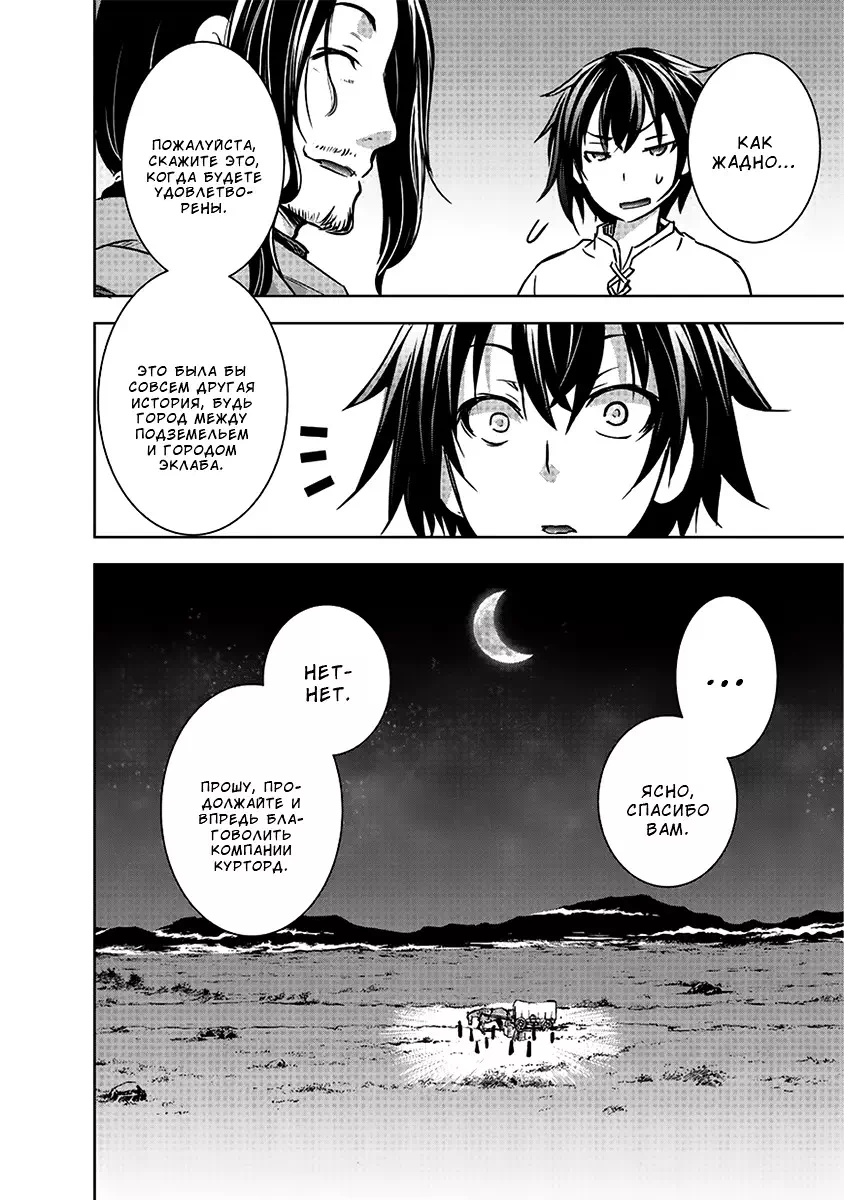 КАК
ЖАДНО...
ПОЖАЛУЙСТА,
СКАЖИТЕ ЭТО,
КОГДА БУДЕТЕ
УДОВЛЕТВО-
РЕНЫ.
ЭТО БЫЛА БЫ
СОВСЕМ ДРУГАЯ
ИСТОРИЯ, БУДЬ
ГОРОД МЕЖДУ
ПОДЗЕМЕЛЬЕМ
И ГОРОДОМ
ЭКЛАБА.
...
ЯСНО,
СПАСИБО
ВАМ.
НЕТ-
НЕТ.
ПРОШУ, ПРО-
ДОЛЖАЙТЕ И
ВПРЕДЬ БЛА-
ГОВОЛИТЬ
КОМПАНИИ
КУРТОРД.